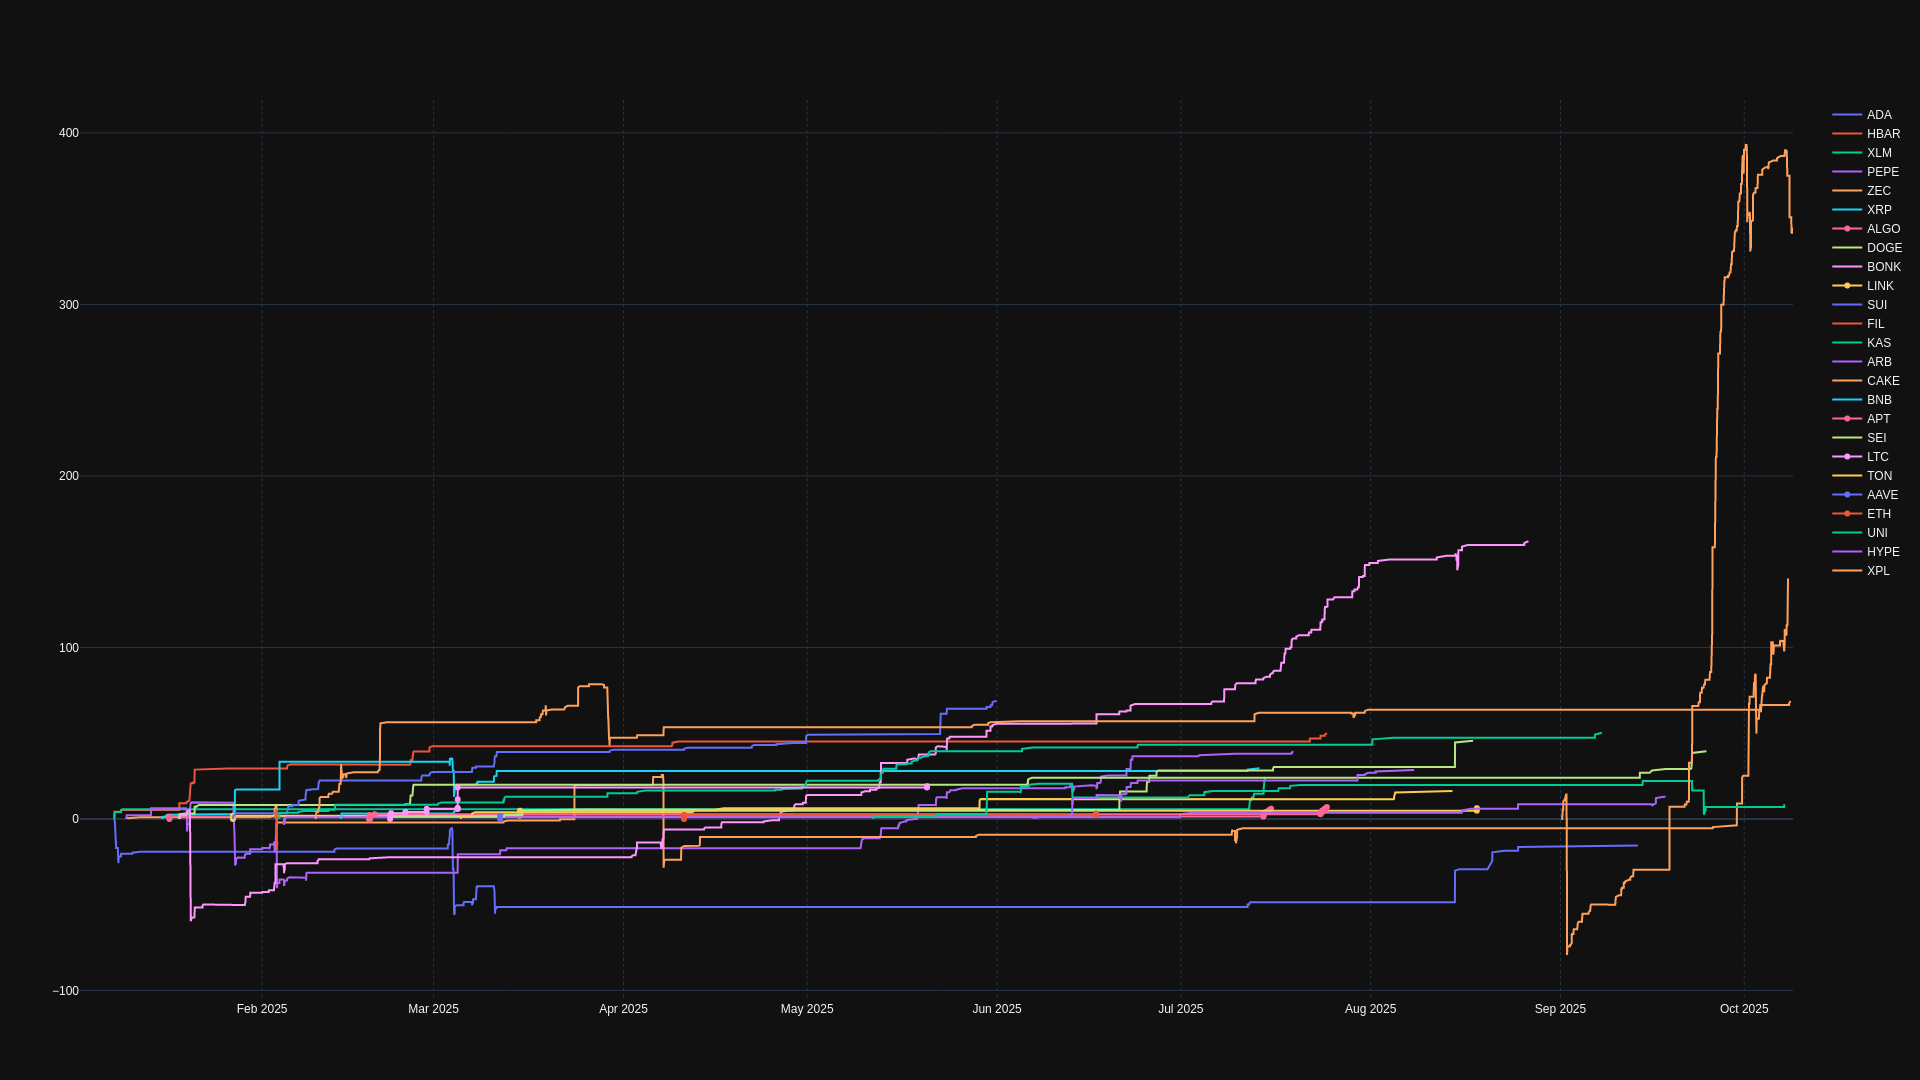 400
300
200
100
0
−100
Feb 2025
Mar 2025
Apr 2025
May 2025
Jun 2025
Jul 2025
Aug 2025
Sep 2025
Oct 2025
ADA
HBAR
XLM
PEPE
ZEC
XRP
ALGO
DOGE
BONK
LINK
SUI
FIL
KAS
ARB
CAKE
BNB
APT
SEI
LTC
TON
AAVE
ETH
UNI
HYPE
XPL